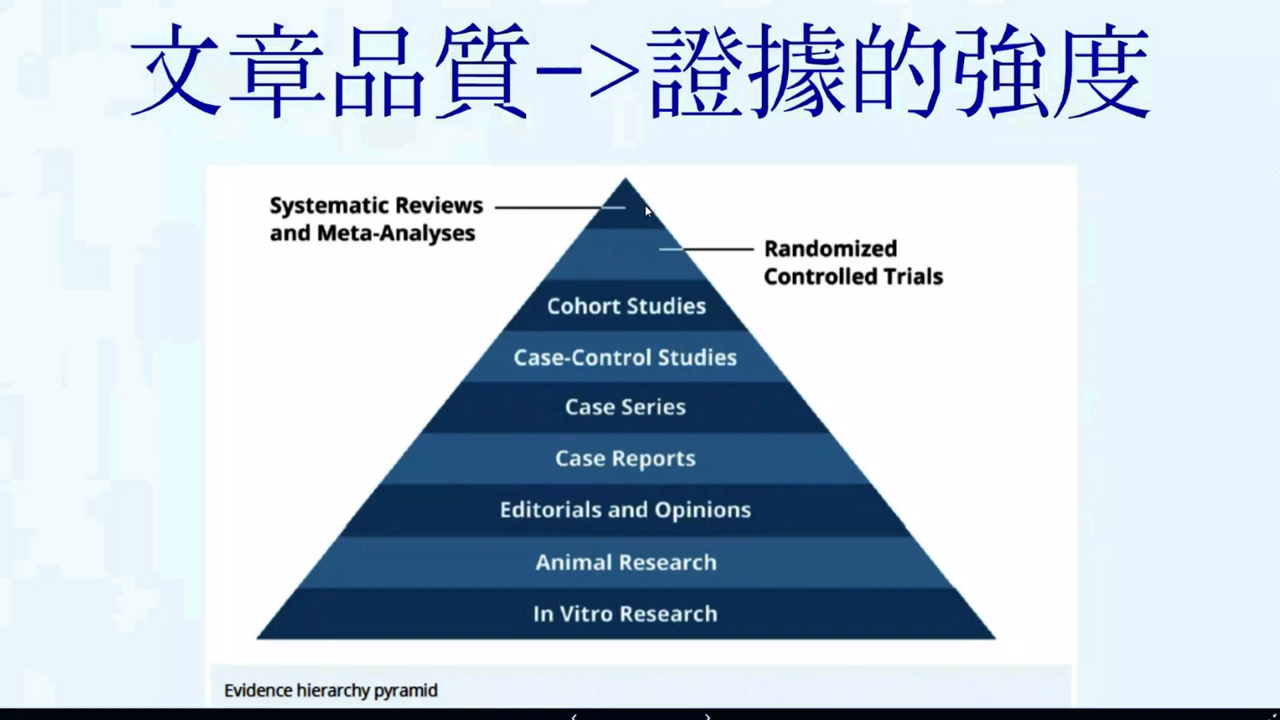 文章品質->證據的強度
Systematic Reviews
and Meta-Analyses
Randomized
Controlled Trials
Cohort Studies
Case-Control Studies
Case Series
Case Reports
Editorials and Opinions
Animal Research
In Vitro Research
Evidence hierarchy pyramid